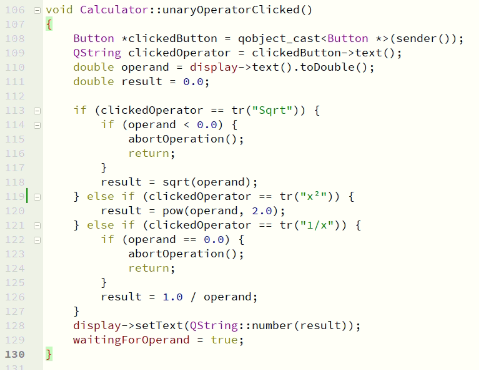 106 void Calculator::unaryOperatorClicked()
107 {
108     Button *clickedButton = qobject_cast<Button *>(sender());
109     QString clickedOperator = clickedButton->text();
110     double operand = display->text().toDouble();
111     double result = 0.0;
112
113     if (clickedOperator == tr("Sqrt")) {
114         if (operand < 0.0) {
115             abortOperation();
116             return;
117         }
118         result = sqrt(operand);
119     } else if (clickedOperator == tr("x²")) {
120         result = pow(operand, 2.0);
121     } else if (clickedOperator == tr("1/x")) {
122         if (operand == 0.0) {
123             abortOperation();
124             return;
125         }
126         result = 1.0 / operand;
127     }
128     display->setText(QString::number(result));
129     waitingForOperand = true;
130 }
131